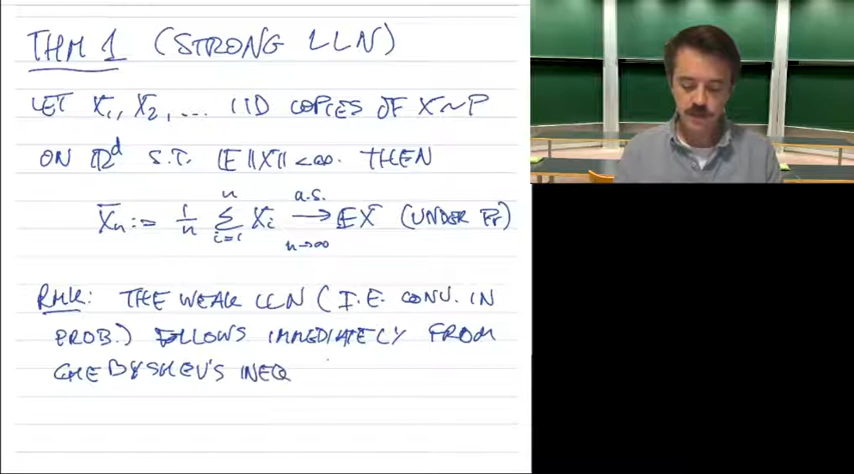 THM 1 (STRONG LLN)
LET X₁, X₂, ... IID COPIES OF X~P
ON ℝᵈ S.T. 𝔼‖X‖<∞. THEN
X̄ₙ := 1/n ∑ᵢ₌₁ⁿ Xᵢ →ᵃ·ˢ· ₙ→∞ 𝔼X (UNDER Pr)
RMK: THE WEAK LLN (I.E. CONV. IN
PROB.) FOLLOWS IMMEDIATELY FROM
CHEBYSHEV'S INEQ